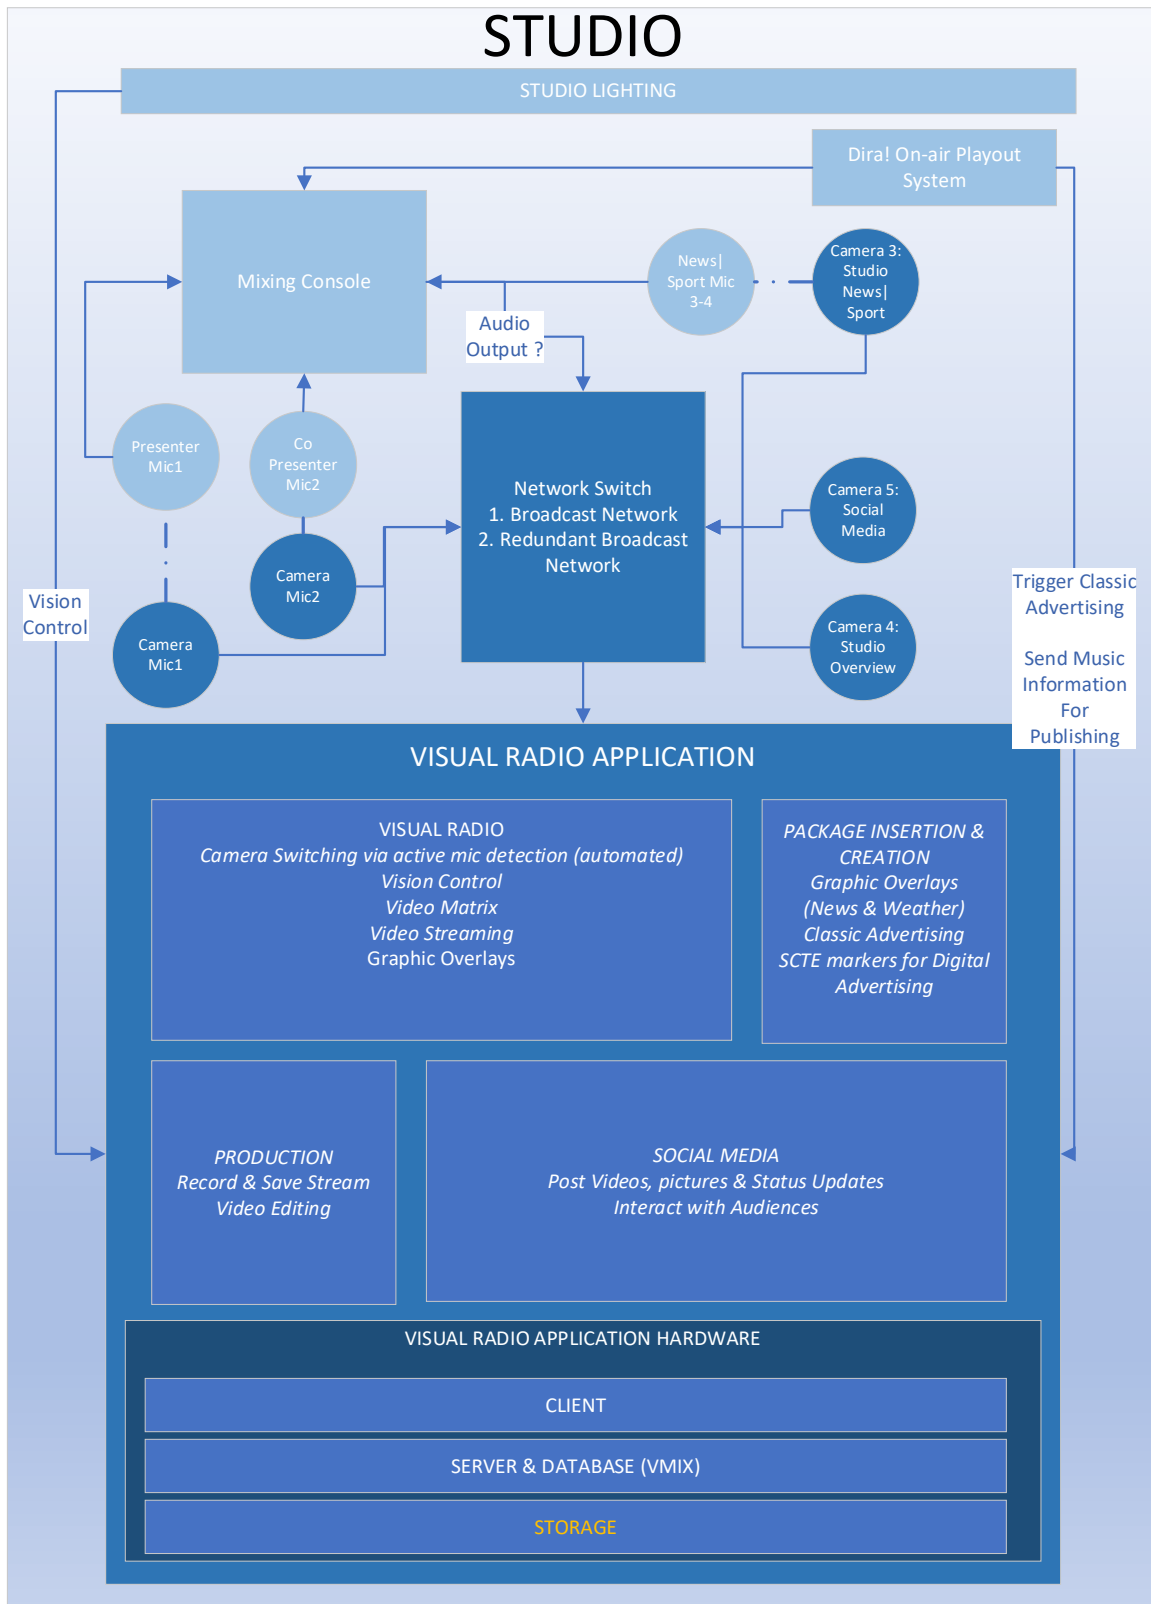 STUDIO
STUDIO LIGHTING
Dira! On-air Playout
System
Mixing Console
News|
Sport Mic
3-4
Camera 3:
Studio
News|
Sport
Audio
Output ?
Presenter
Mic1
Co
Presenter
Mic2
Network Switch
1. Broadcast Network
2. Redundant Broadcast
Network
Camera 5:
Social
Media
Camera
Mic2
Vision
Control
Camera
Mic1
Camera 4:
Studio
Overview
Trigger Classic
Advertising
Send Music
Information
For
Publishing
VISUAL RADIO APPLICATION
VISUAL RADIO
Camera Switching via active mic detection (automated)
Vision Control
Video Matrix
Video Streaming
Graphic Overlays
PACKAGE INSERTION &
CREATION
Graphic Overlays
(News & Weather)
Classic Advertising
SCTE markers for Digital
Advertising
PRODUCTION
Record & Save Stream
Video Editing
SOCIAL MEDIA
Post Videos, pictures & Status Updates
Interact with Audiences
VISUAL RADIO APPLICATION HARDWARE
CLIENT
SERVER & DATABASE (VMIX)
STORAGE